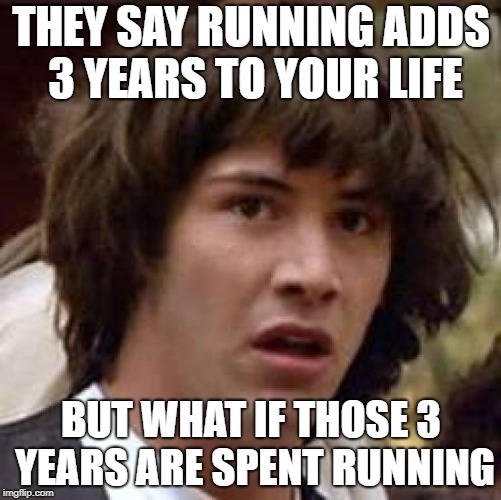 THEY SAY RUNNING ADDS
3 YEARS TO YOUR LIFE
BUT WHAT IF THOSE 3
YEARS ARE SPENT RUNNING
imgflip.com